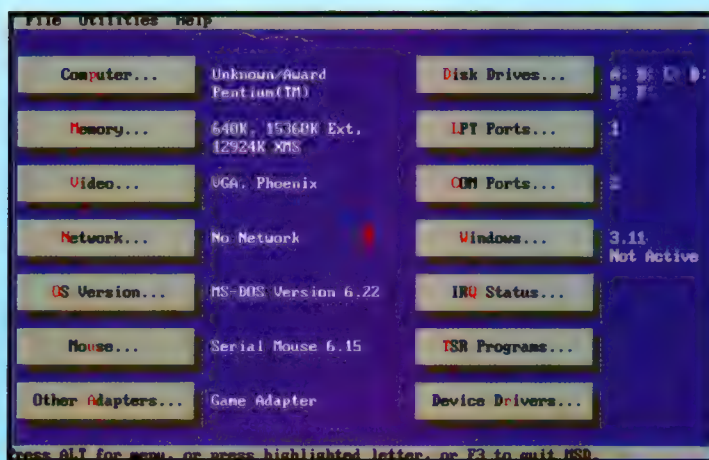 File Utilities Help
Computer... Unknown/Award
Pentium(TM)
Disk Drives... A:
Memory... 640K, 15360K Ext,
12924K XMS
LPT Ports... 1
Video... VGA, Phoenix
COM Ports...
Network... No Network
Windows... 3.11
Not Active
OS Version... MS-DOS Version 6.22
IRQ Status...
Mouse... Serial Mouse 6.15
TSR Programs...
Other Adapters... Game Adapter
Device Drivers...
Press ALT for menu, or press highlighted letter, or F3 to quit MSD.